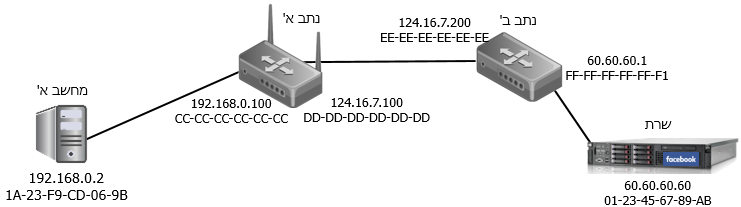 נתב א'
124.16.7.200
EE-EE-EE-EE-EE-EE
נתב ב'
60.60.60.1
FF-FF-FF-FF-FF-F1
מחשב א'
192.168.0.100
CC-CC-CC-CC-CC-CC
124.16.7.100
DD-DD-DD-DD-DD-DD
שרת
facebook
192.168.0.2
1A-23-F9-CD-06-9B
60.60.60.60
01-23-45-67-89-AB